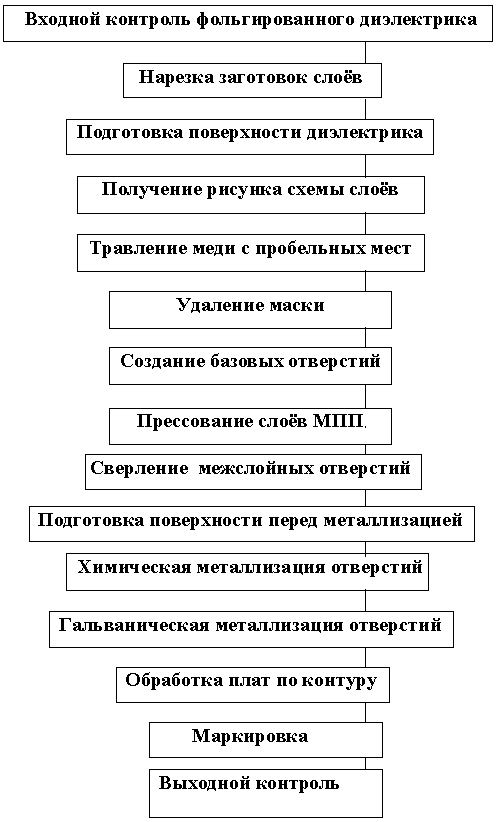 Входной контроль фольгированного диэлектрика
Нарезка заготовок слоёв
Подготовка поверхности диэлектрика
Получение рисунка схемы слоёв
Травление меди с пробельных мест
Удаление маски
Создание базовых отверстий
Прессование слоёв МПП.
Сверление межслойных отверстий
Подготовка поверхности перед металлизацией
Химическая металлизация отверстий
Гальваническая металлизация отверстий
Обработка плат по контуру
Маркировка
Выходной контроль